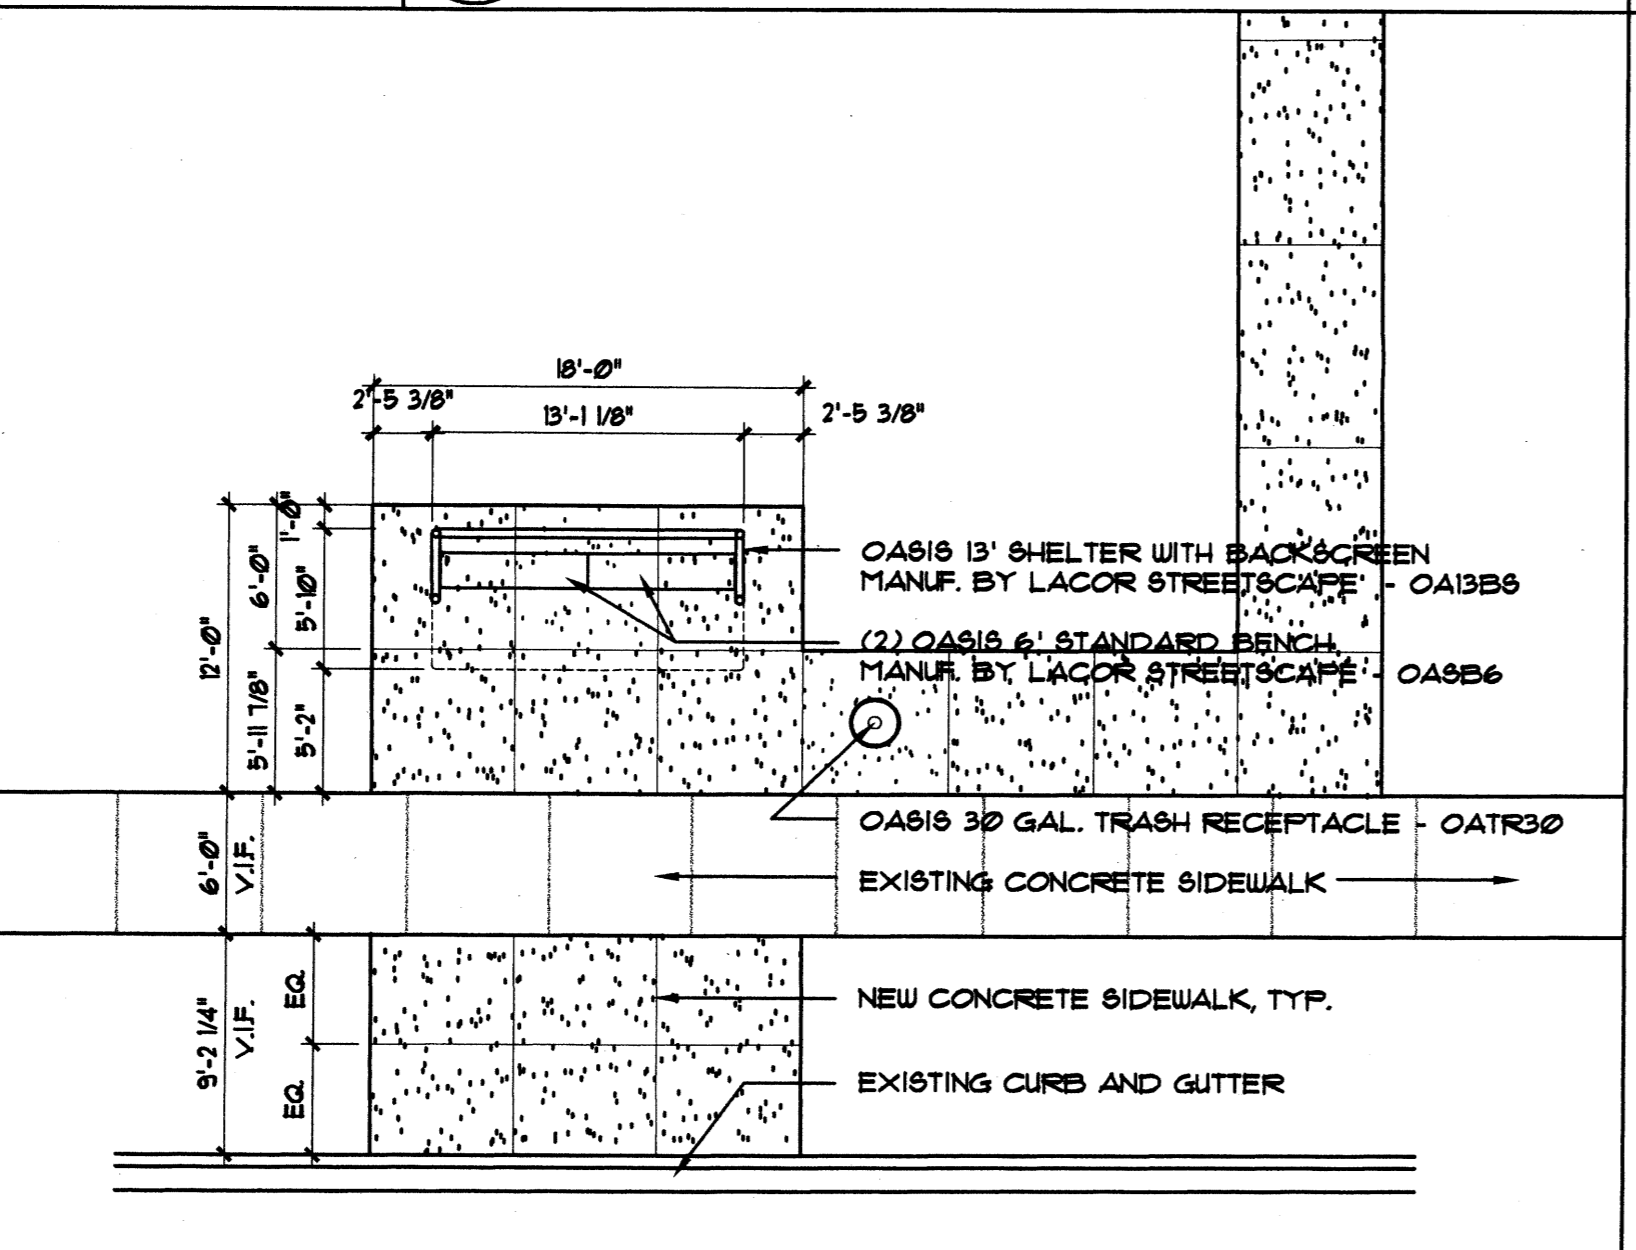 18'-0"
2'-5 3/8"
13'-1 1/8"
2'-5 3/8"
1'-0"
6'-0"
5'-10"
12'-0"
5'-11 7/8"
5'-2"
OASIS 13' SHELTER WITH BACKSCREEN
MANUF. BY LACOR STREETSCAPE - OA13BS
(2) OASIS 6' STANDARD BENCH
MANUF. BY LACOR STREETSCAPE - OASB6
OASIS 30 GAL. TRASH RECEPTACLE - OATR30
6'-0"
V.I.F.
EXISTING CONCRETE SIDEWALK
9'-2 1/4"
V.I.F.
EQ.
EQ.
NEW CONCRETE SIDEWALK, TYP.
EXISTING CURB AND GUTTER